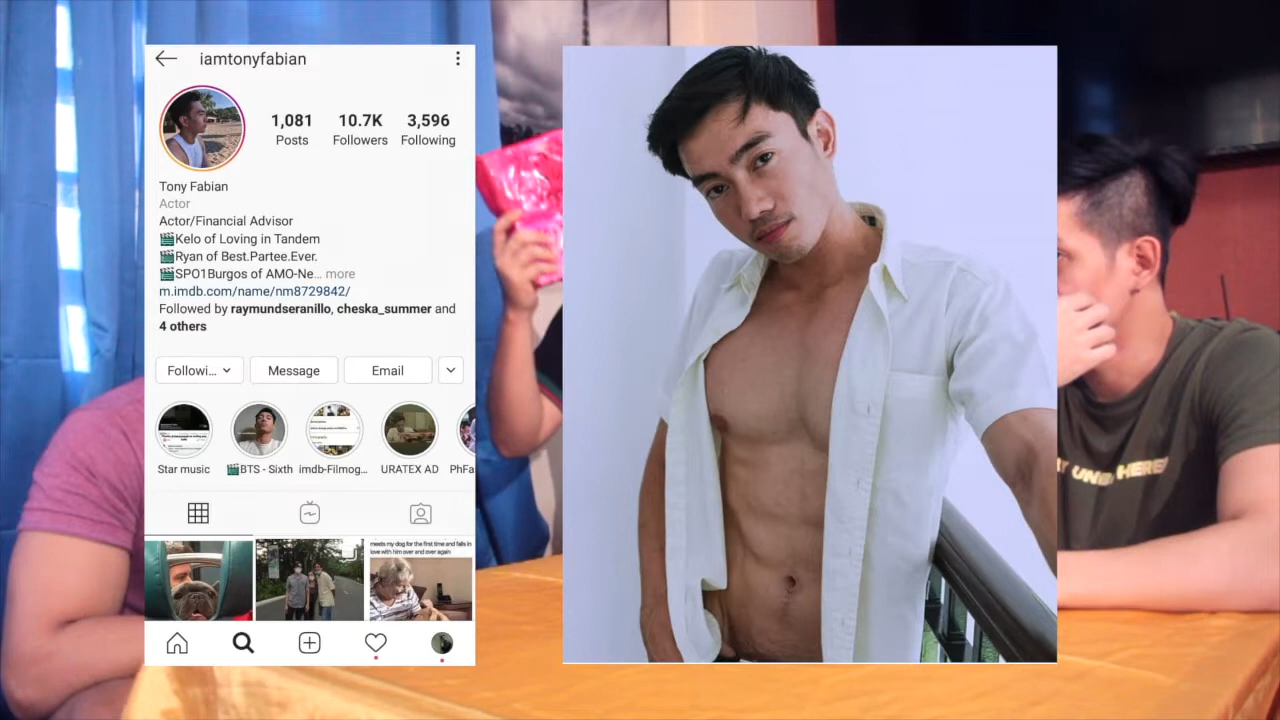 iamtonyfabian
1,081
10.7K
3,596
Posts
Followers
Following
Tony Fabian
Actor
Actor/Financial Advisor
🎬Kelo of Loving in Tandem
🎬Ryan of Best.Partee.Ever.
🎬SPO1Burgos of AMO-Ne... more
m.imdb.com/name/nm8729842/
Followed by raymundseranillo, cheska_summer and
4 others
Followi...
Message
Email
Star music
🎬BTS - Sixth
imdb-Filmog...
URATEX AD
PhFa
meets my dog for the first time and falls in
love with him over and over again
HERE